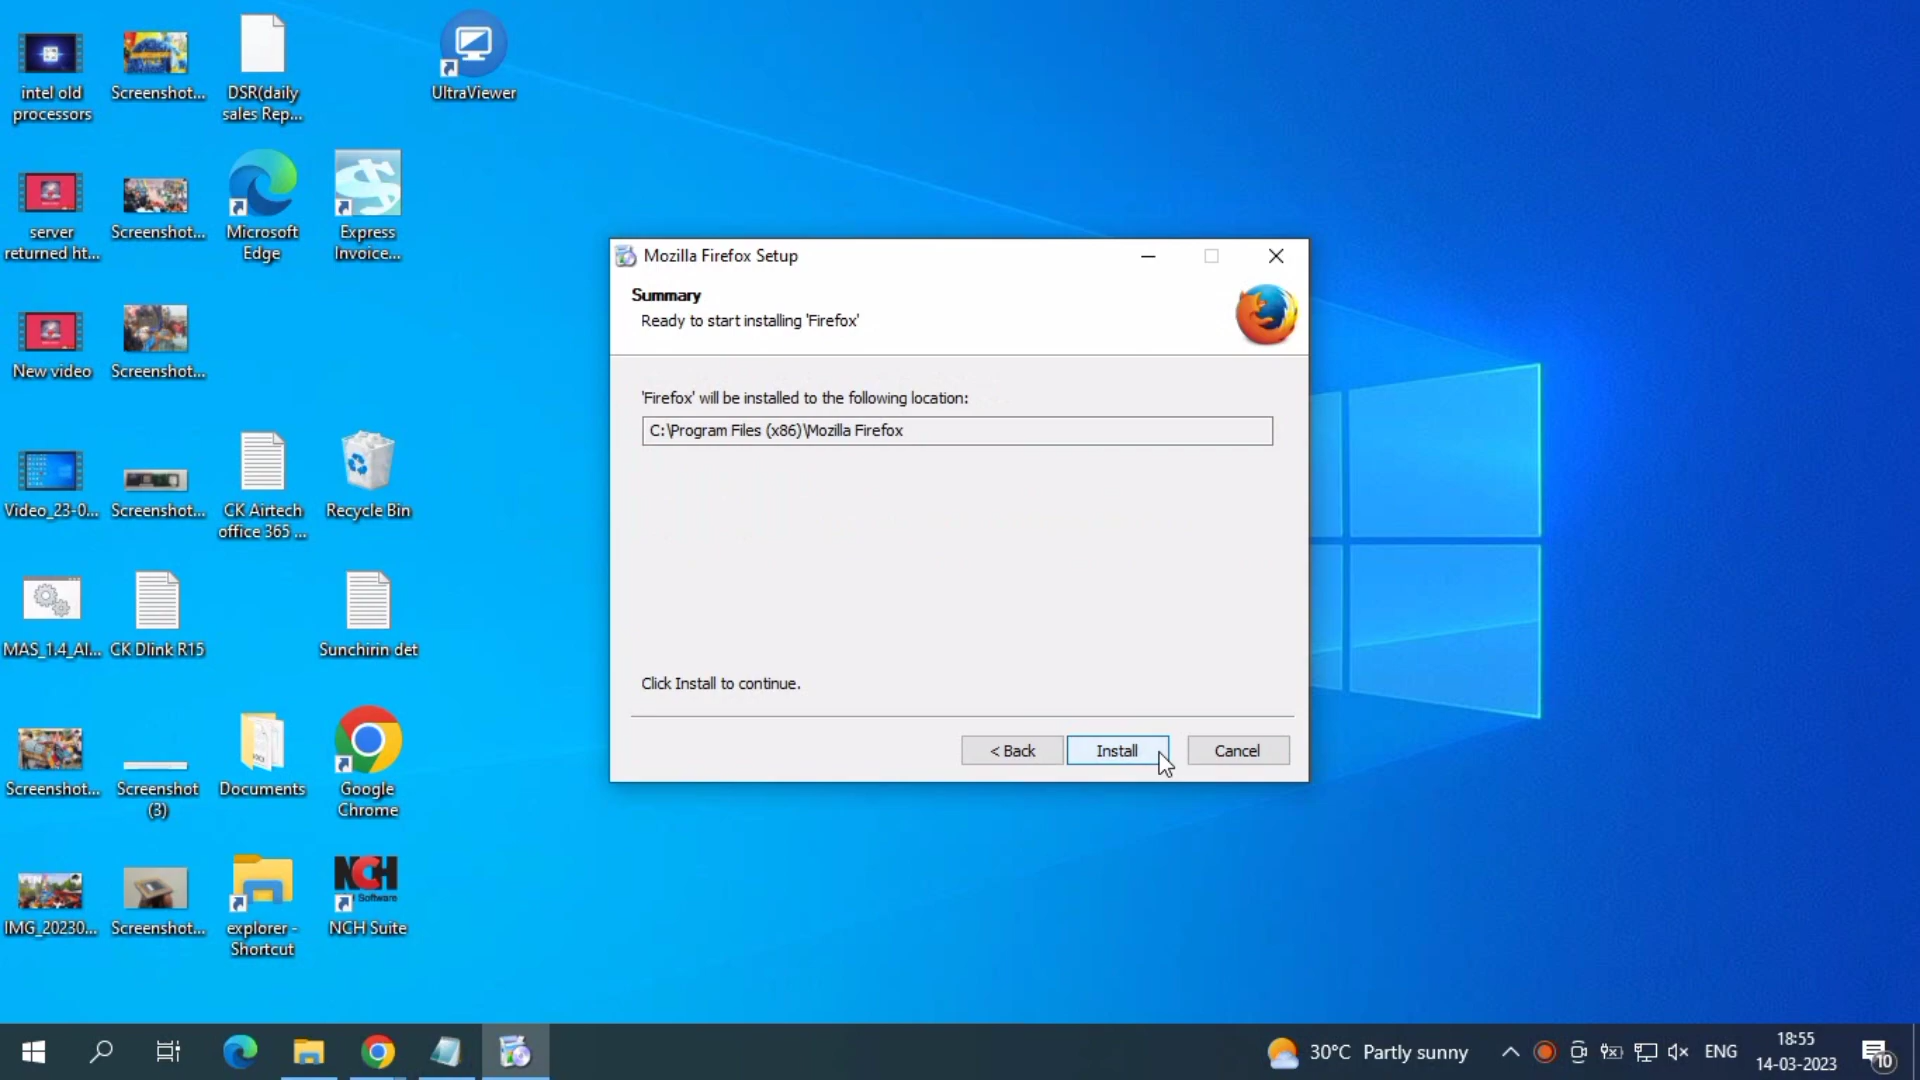 intel old
processors
Screenshot...
DSR(daily
sales Rep...
UltraViewer
server
returned ht...
Screenshot...
Microsoft
Edge
Express
Invoice...
New video
Screenshot...
Video_23-0...
Screenshot...
CK Airtech
office 365 ...
Recycle Bin
MAS_1.4_AI...
CK Dlink R15
Sunchirin det
Screenshot...
Screenshot
(3)
Documents
Google
Chrome
IMG_20230...
Screenshot...
explorer -
Shortcut
NCH
Software
NCH Suite
Mozilla Firefox Setup
Summary
Ready to start installing 'Firefox'
'Firefox' will be installed to the following location:
C:\Program Files (x86)\Mozilla Firefox
Click Install to continue.
< Back
Install
Cancel
30°C Partly sunny
ENG
18:55
14-03-2023
10